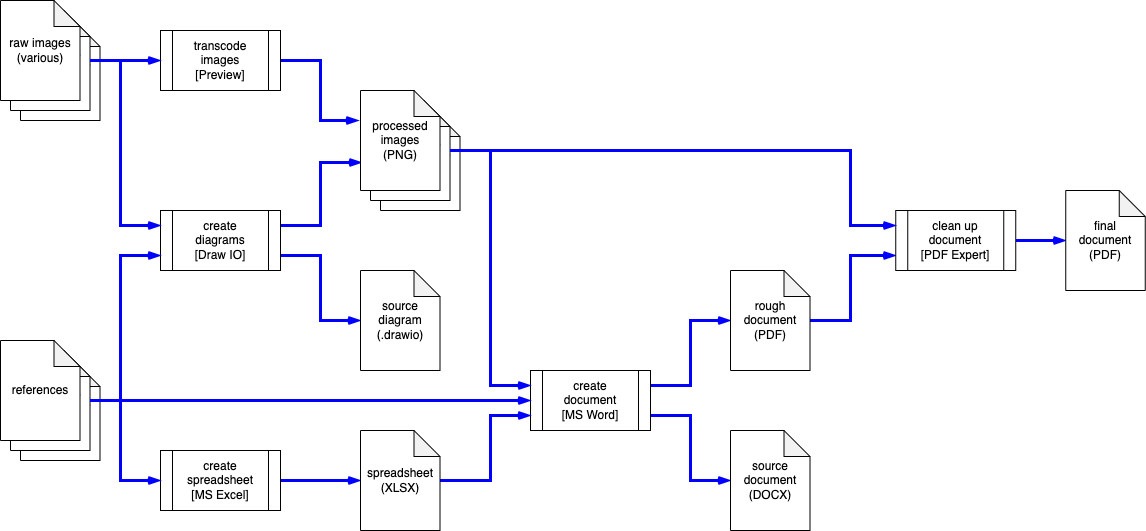 raw images
(various)
transcode
images
[Preview]
processed
images
(PNG)
create
diagrams
[Draw IO]
clean up
document
[PDF Expert]
final
document
(PDF)
source
diagram
(.drawio)
rough
document
(PDF)
references
create
document
[MS Word]
create
spreadsheet
[MS Excel]
spreadsheet
(XLSX)
source
document
(DOCX)